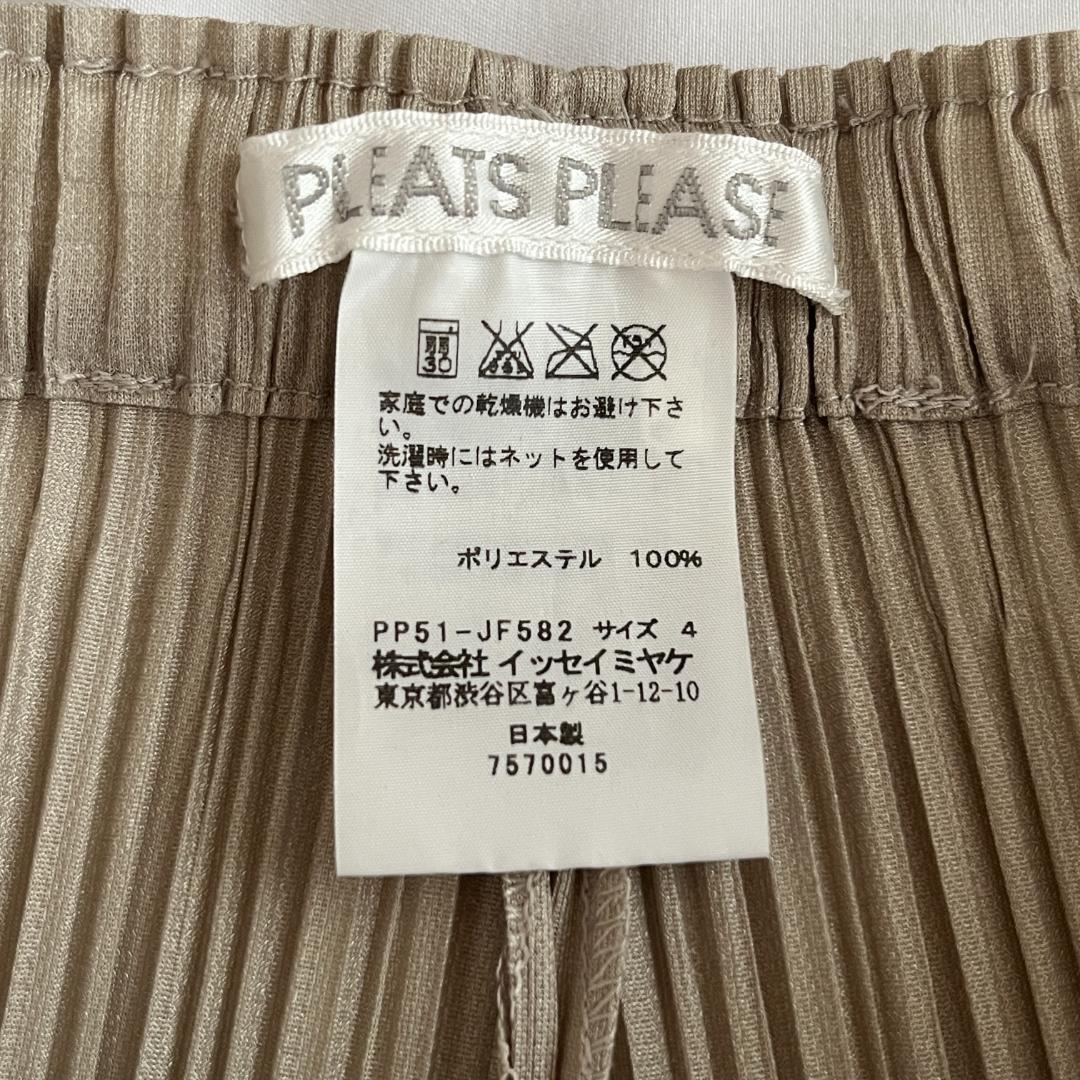 PLEATS PLEASE
弱
30
家庭での乾燥機はお避け下さ
い。
洗濯時にはネットを使用して
下さい。
ポリエステル 100%
PP51-JF582 サイズ 4
株式会社 イッセイミヤケ
東京都渋谷区富ヶ谷1-12-10
日本製
7570015